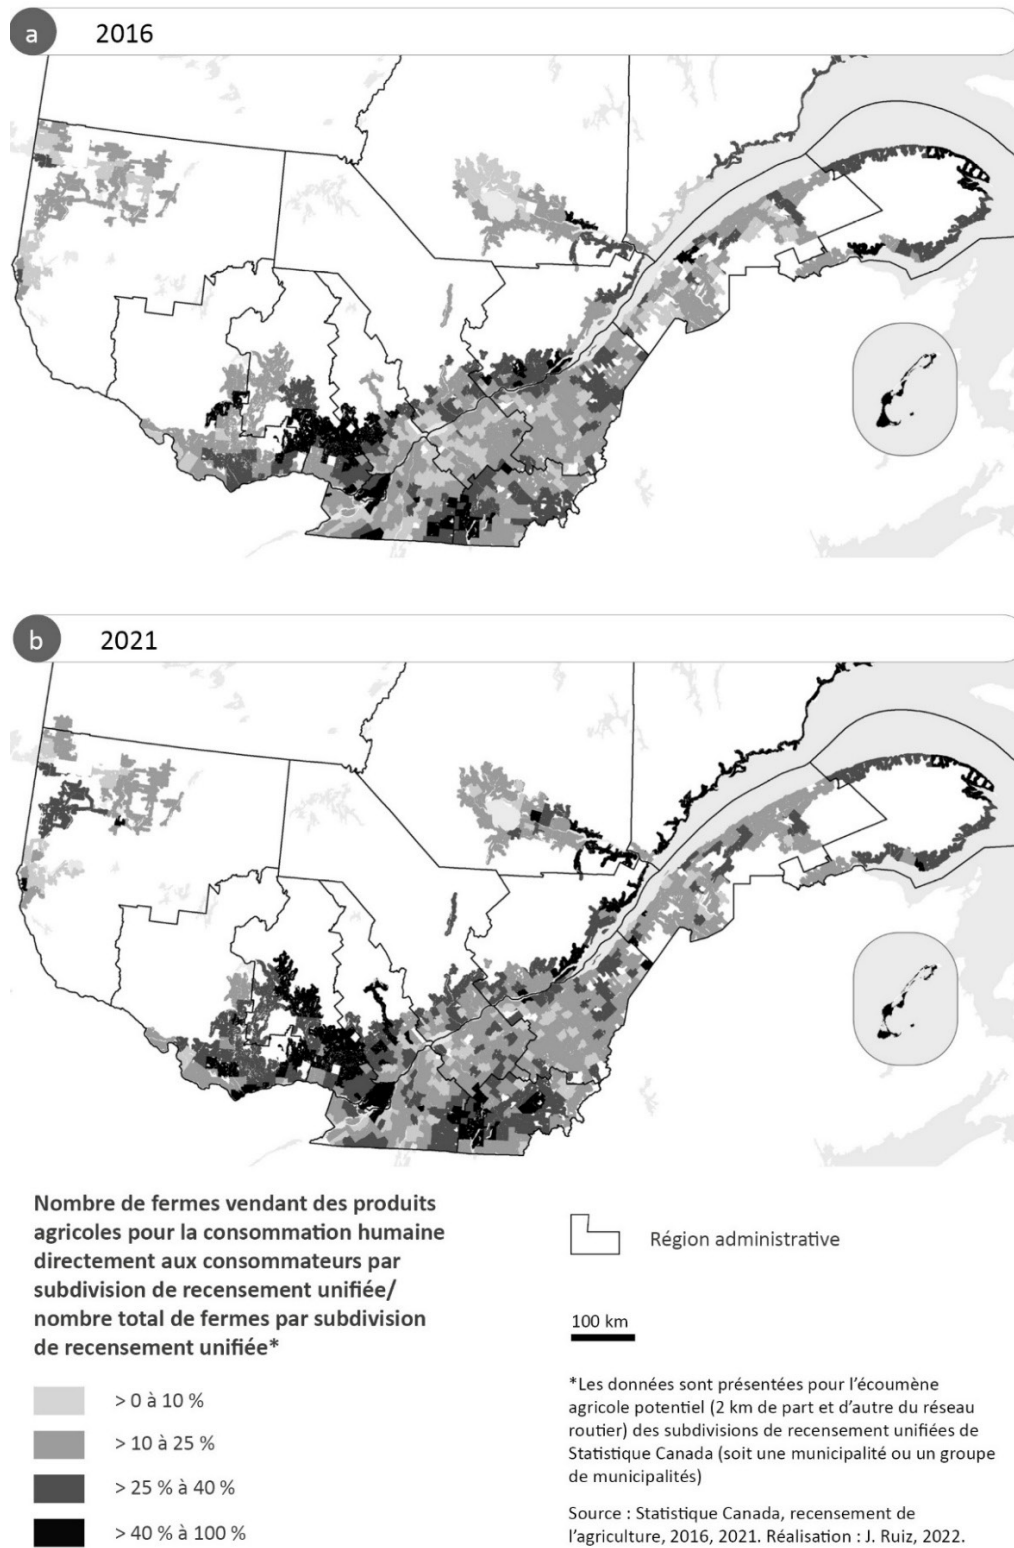 a
2016
b
2021
Nombre de fermes vendant des produits
agricoles pour la consommation humaine
directement aux consommateurs par
subdivision de recensement unifiée/
nombre total de fermes par subdivision
de recensement unifiée*
> 0 à 10 %
> 10 à 25 %
> 25 % à 40 %
> 40 % à 100 %
Région administrative
100 km
*Les données sont présentées pour l’écoumène
agricole potentiel (2 km de part et d’autre du réseau
routier) des subdivisions de recensement unifiées de
Statistique Canada (soit une municipalité ou un groupe
de municipalités)
Source : Statistique Canada, recensement de
l’agriculture, 2016, 2021. Réalisation : J. Ruiz, 2022.